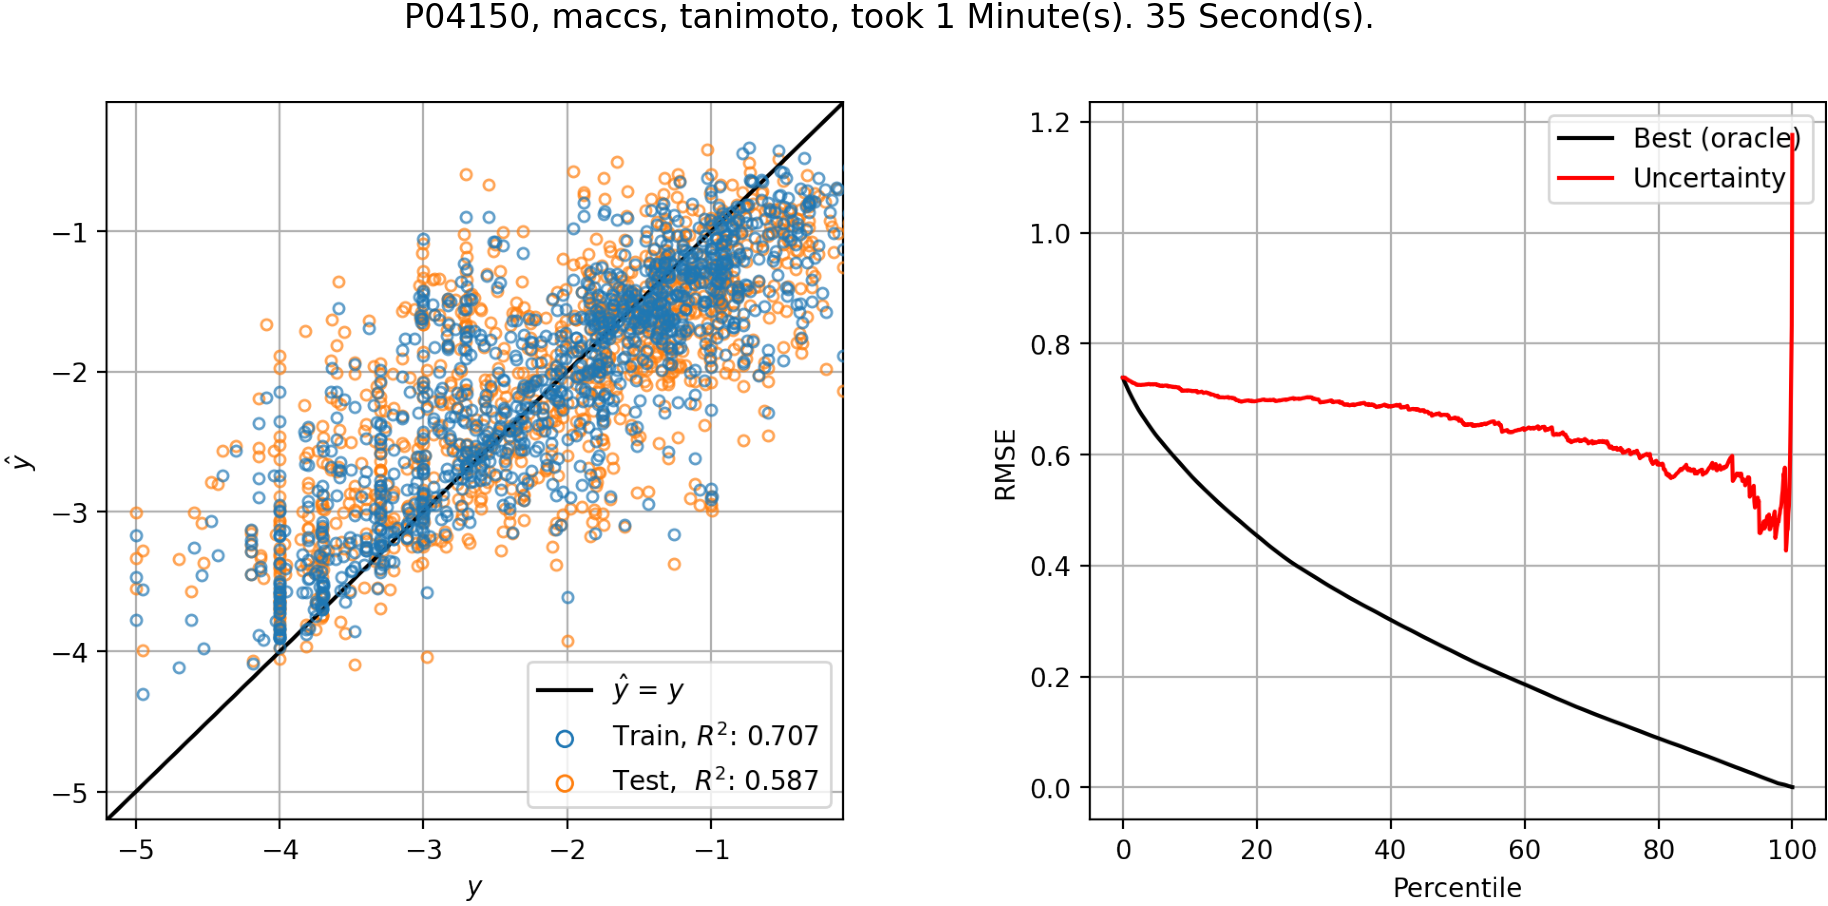 P04150, maccs, tanimoto, took 1 Minute(s). 35 Second(s).
−1
−2
−3
−4
−5
ŷ
−5 −4 −3 −2 −1
y
ŷ = y
Train, R²: 0.707
Test, R²: 0.587
1.2
1.0
0.8
0.6
0.4
0.2
0.0
RMSE
0 20 40 60 80 100
Percentile
Best (oracle)
Uncertainty